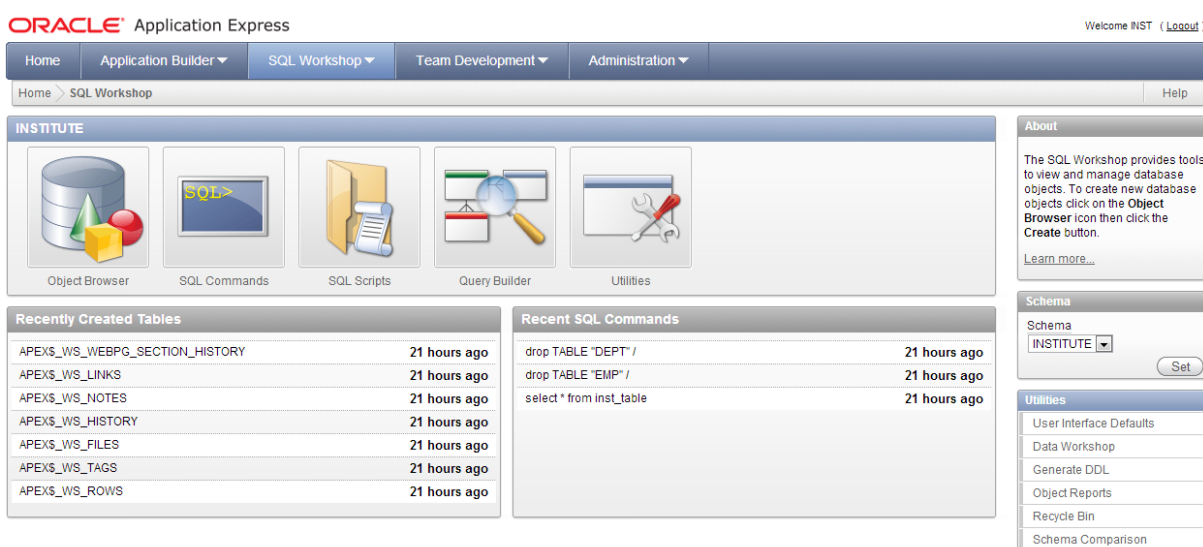 ORACLE Application Express
Welcome INST ( Logout )
Home Application Builder SQL Workshop Team Development Administration
Home SQL Workshop Help
INSTITUTE
SQL>
Object Browser SQL Commands SQL Scripts Query Builder Utilities
Recently Created Tables
APEX$_WS_WEBPG_SECTION_HISTORY 21 hours ago
APEX$_WS_LINKS 21 hours ago
APEX$_WS_NOTES 21 hours ago
APEX$_WS_HISTORY 21 hours ago
APEX$_WS_FILES 21 hours ago
APEX$_WS_TAGS 21 hours ago
APEX$_WS_ROWS 21 hours ago
Recent SQL Commands
drop TABLE "DEPT" / 21 hours ago
drop TABLE "EMP" / 21 hours ago
select * from inst_table 21 hours ago
About
The SQL Workshop provides tools
to view and manage database
objects. To create new database
objects click on the Object
Browser icon then click the
Create button.
Learn more...
Schema
Schema
INSTITUTE
Set
Utilities
User Interface Defaults
Data Workshop
Generate DDL
Object Reports
Recycle Bin
Schema Comparison